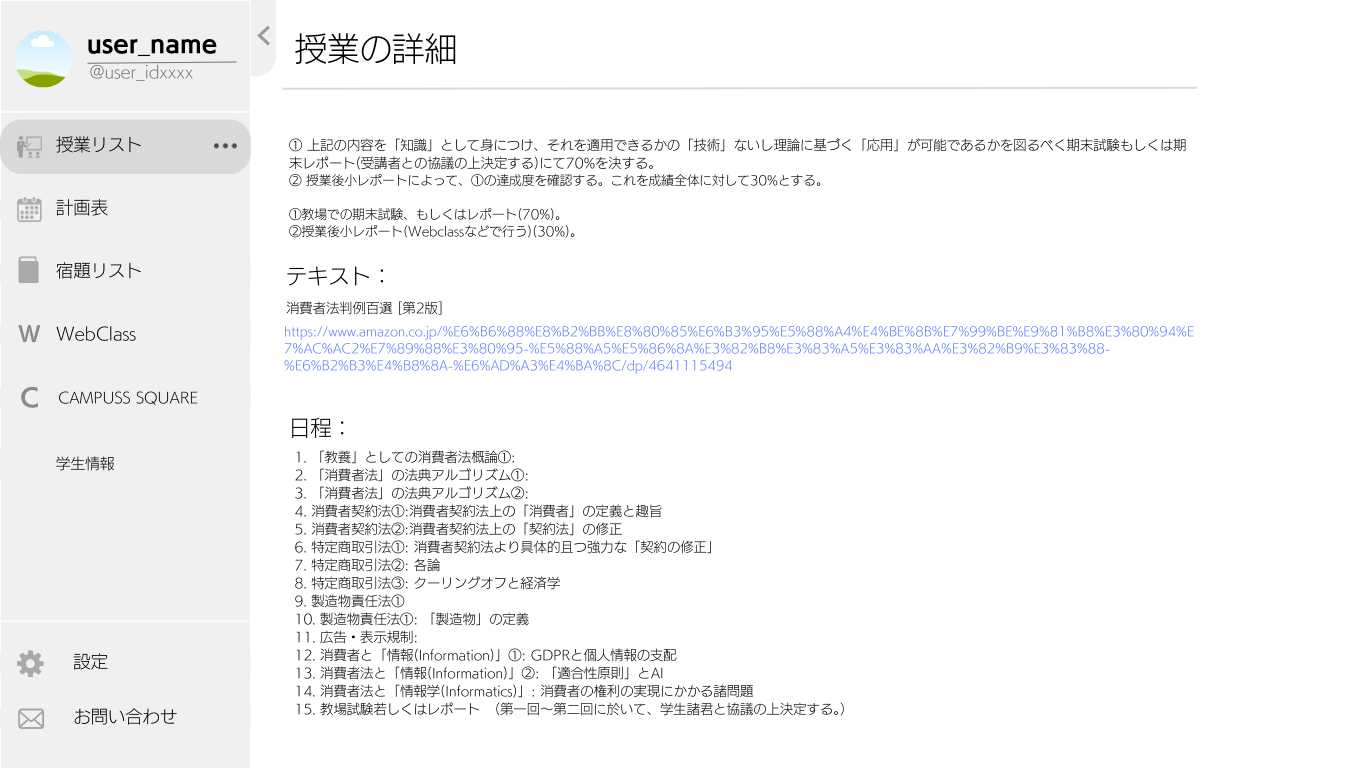 user_name
@user_idxxxx
授業リスト
計画表
宿題リスト
W WebClass
C CAMPUSS SQUARE
学生情報
設定
お問い合わせ
授業の詳細
① 上記の内容を「知識」として身につけ、それを適用できるかの「技術」ないし理論に基づく「応用」が可能であるかを図るべく期末試験もしくは期
末レポート(受講者との協議の上決定する)にて70%を決する。
② 授業後小レポートによって、①の達成度を確認する。これを成績全体に対して30%とする。
①教場での期末試験、もしくはレポート(70%)。
②授業後小レポート(Webclassなどで行う)(30%)。
テキスト：
消費者法判例百選 [第2版]
https://www.amazon.co.jp/%E6%B6%88%E8%B2%BB%E8%80%85%E6%B3%95%E5%88%A4%E4%BE%8B%E7%99%BE%E9%81%B8%E3%80%94%E
7%AC%AC2%E7%89%88%E3%80%95-%E5%88%A5%E5%86%8A%E3%82%B8%E3%83%A5%E3%83%AA%E3%82%B9%E3%83%88-
%E6%B2%B3%E4%B8%8A-%E6%AD%A3%E4%BA%8C/dp/4641115494
日程：
1. 「教養」としての消費者法概論①:
2. 「消費者法」の法典アルゴリズム①:
3. 「消費者法」の法典アルゴリズム②:
4. 消費者契約法①:消費者契約法上の「消費者」の定義と趣旨
5. 消費者契約法②:消費者契約法上の「契約法」の修正
6. 特定商取引法①: 消費者契約法より具体的且つ強力な「契約の修正」
7. 特定商取引法②: 各論
8. 特定商取引法③: クーリングオフと経済学
9. 製造物責任法①
10. 製造物責任法①: 「製造物」の定義
11. 広告・表示規制:
12. 消費者と「情報(Information)」①: GDPRと個人情報の支配
13. 消費者法と「情報(Information)」②: 「適合性原則」とAI
14. 消費者法と「情報学(Informatics)」: 消費者の権利の実現にかかる諸問題
15. 教場試験若しくはレポート （第一回～第二回に於いて、学生諸君と協議の上決定する。）